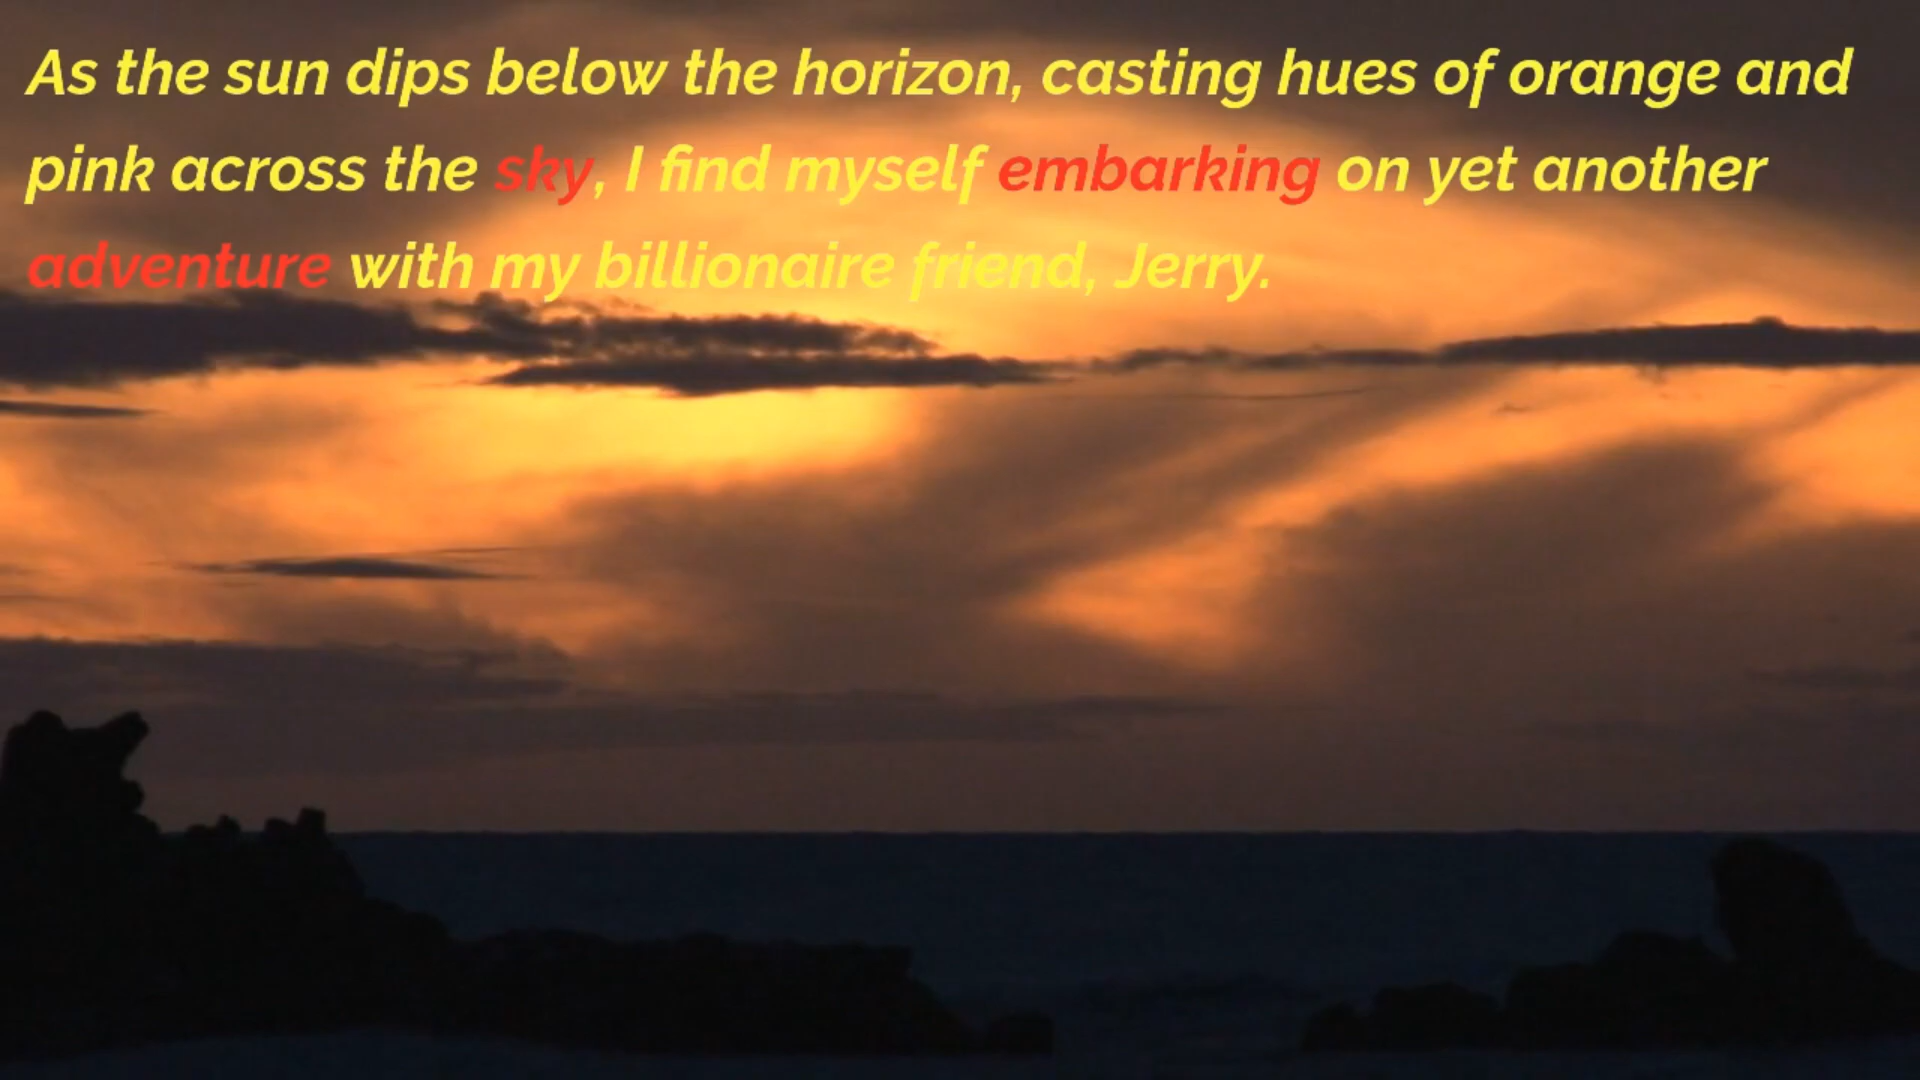 As the sun dips below the horizon, casting hues of orange and
pink across the sky, I find myself embarking on yet another
adventure with my billionaire friend, Jerry.